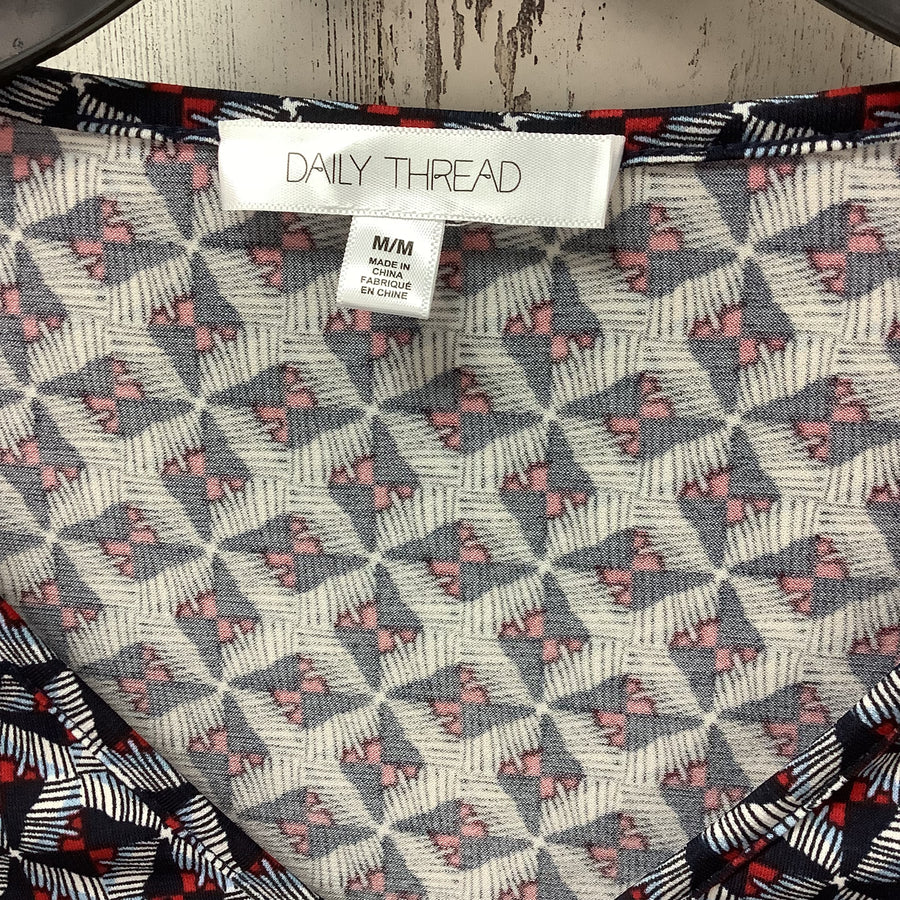 DAILY THREAD
M/M
MADE IN
CHINA
FABRIQUÉ
EN CHINE